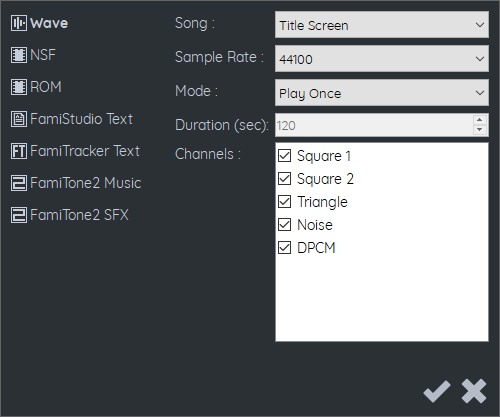 Wave
NSF
ROM
FamiStudio Text
FamiTracker Text
FamiTone2 Music
FamiTone2 SFX
Song : Title Screen
Sample Rate : 44100
Mode : Play Once
Duration (sec): 120
Channels :
Square 1
Square 2
Triangle
Noise
DPCM